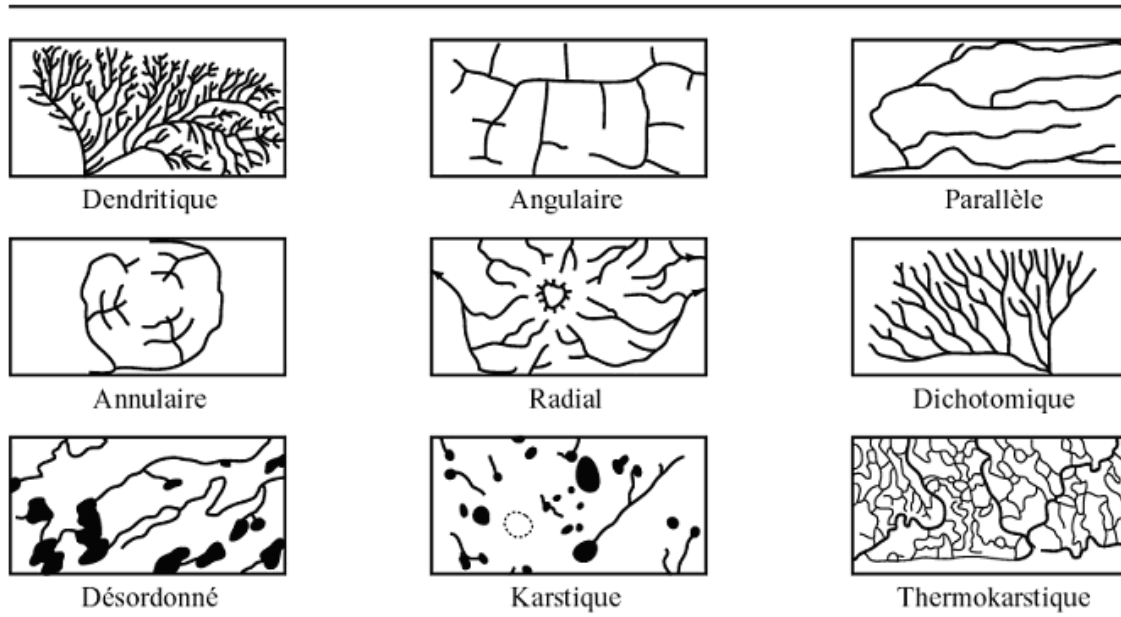 Dendritique
Angulaire
Parallèle
Annulaire
Radial
Dichotomique
Désordonné
Karstique
Thermokarstique